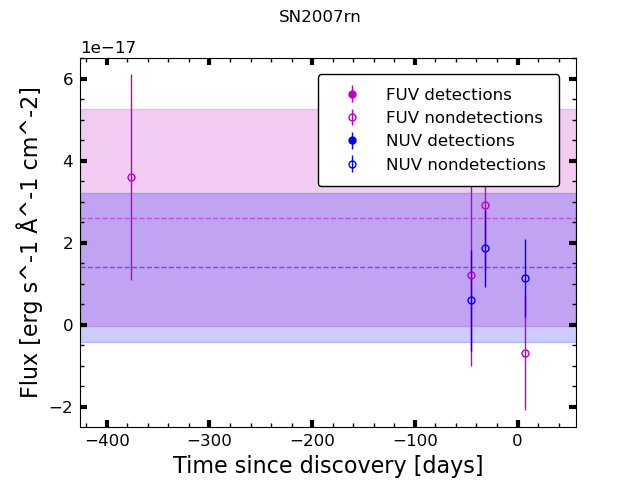 SN2007rn
1e−17
6
4
2
0
−2
Flux [erg s^-1 Å^-1 cm^-2]
FUV detections
FUV nondetections
NUV detections
NUV nondetections
−400
−300
−200
−100
0
Time since discovery [days]